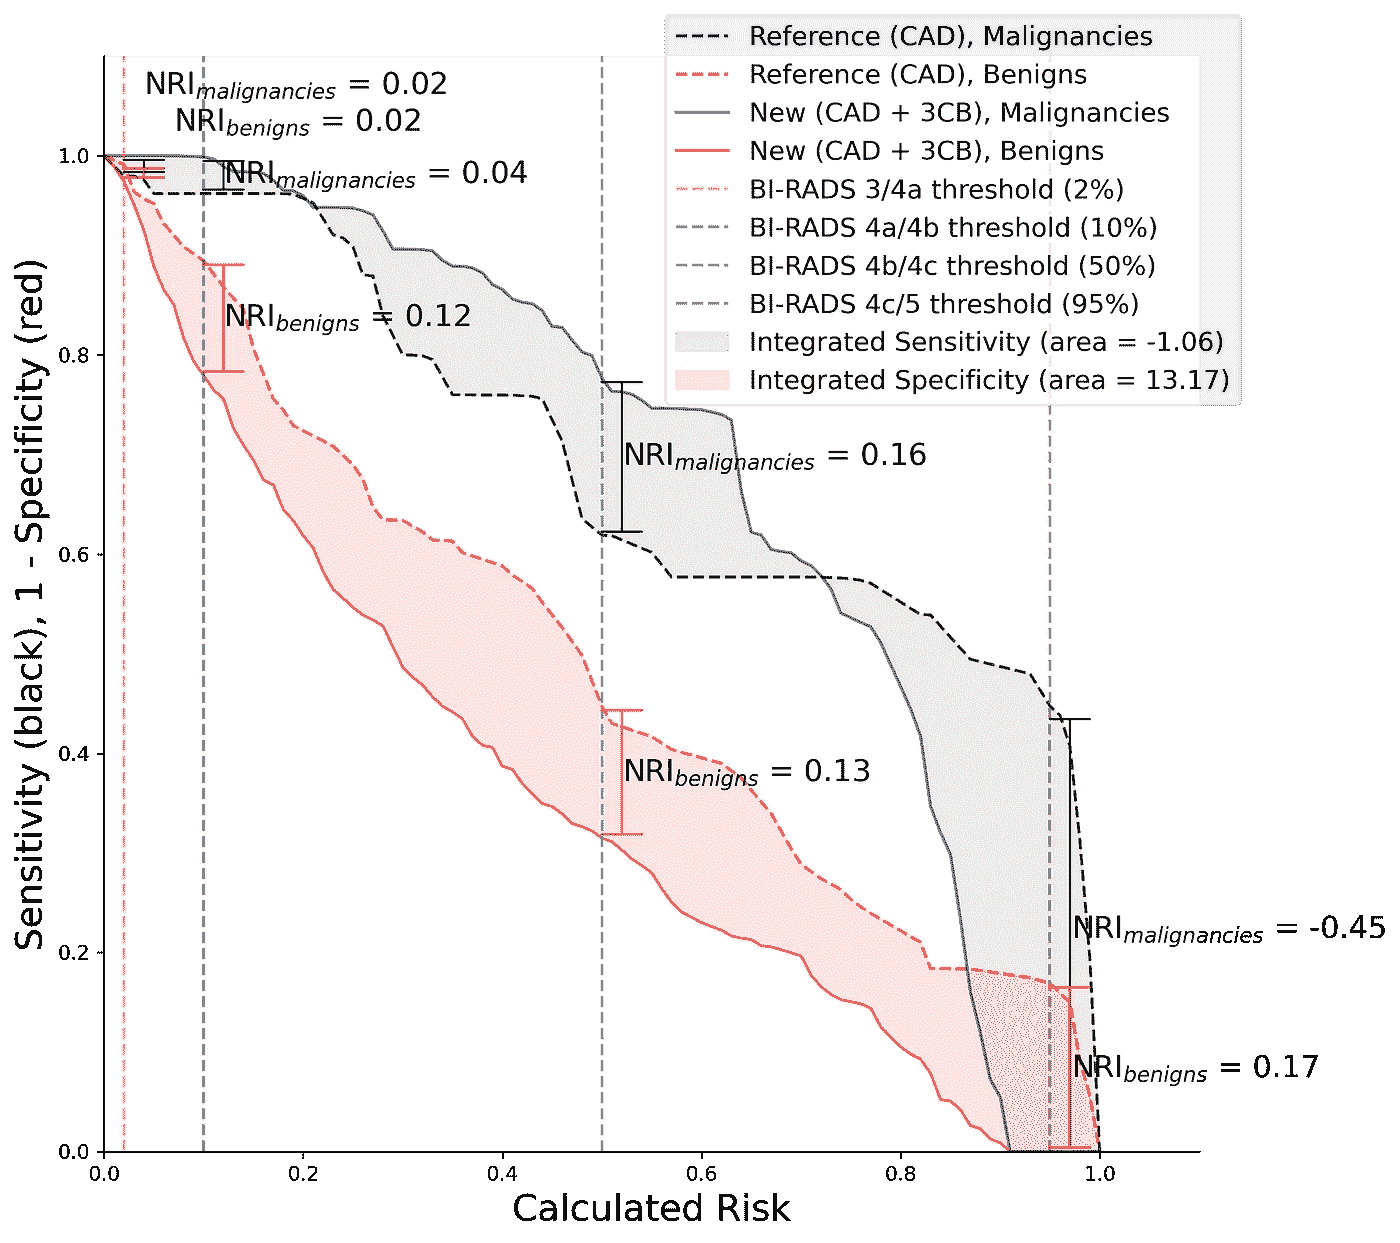 Reference (CAD), Malignancies
Reference (CAD), Benigns
New (CAD + 3CB), Malignancies
New (CAD + 3CB), Benigns
BI-RADS 3/4a threshold (2%)
BI-RADS 4a/4b threshold (10%)
BI-RADS 4b/4c threshold (50%)
BI-RADS 4c/5 threshold (95%)
Integrated Sensitivity (area = -1.06)
Integrated Specificity (area = 13.17)
NRImalignancies = 0.02
NRIbenigns = 0.02
NRImalignancies = 0.04
NRIbenigns = 0.12
NRImalignancies = 0.16
NRIbenigns = 0.13
NRImalignancies = -0.45
NRIbenigns = 0.17
Sensitivity (black), 1 - Specificity (red)
1.0
0.8
0.6
0.4
0.2
0.0
0.0 0.2 0.4 0.6 0.8 1.0
Calculated Risk